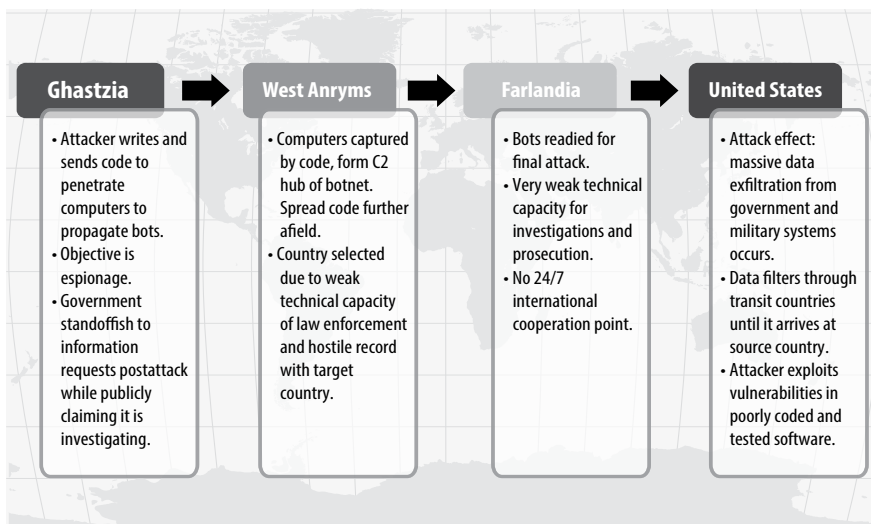 Ghastzia
• Attacker writes and
sends code to
penetrate
computers to
propagate bots.
• Objective is
espionage.
• Government
standoffish to
information
requests postattack
while publicly
claiming it is
investigating.
West Anryms
• Computers captured
by code, form C2
hub of botnet.
Spread code further
afield.
• Country selected
due to weak
technical capacity
of law enforcement
and hostile record
with target
country.
Farlandia
• Bots readied for
final attack.
• Very weak technical
capacity for
investigations and
prosecution.
• No 24/7
international
cooperation point.
United States
• Attack effect:
massive data
exfiltration from
government and
military systems
occurs.
• Data filters through
transit countries
until it arrives at
source country.
• Attacker exploits
vulnerabilities in
poorly coded and
tested software.